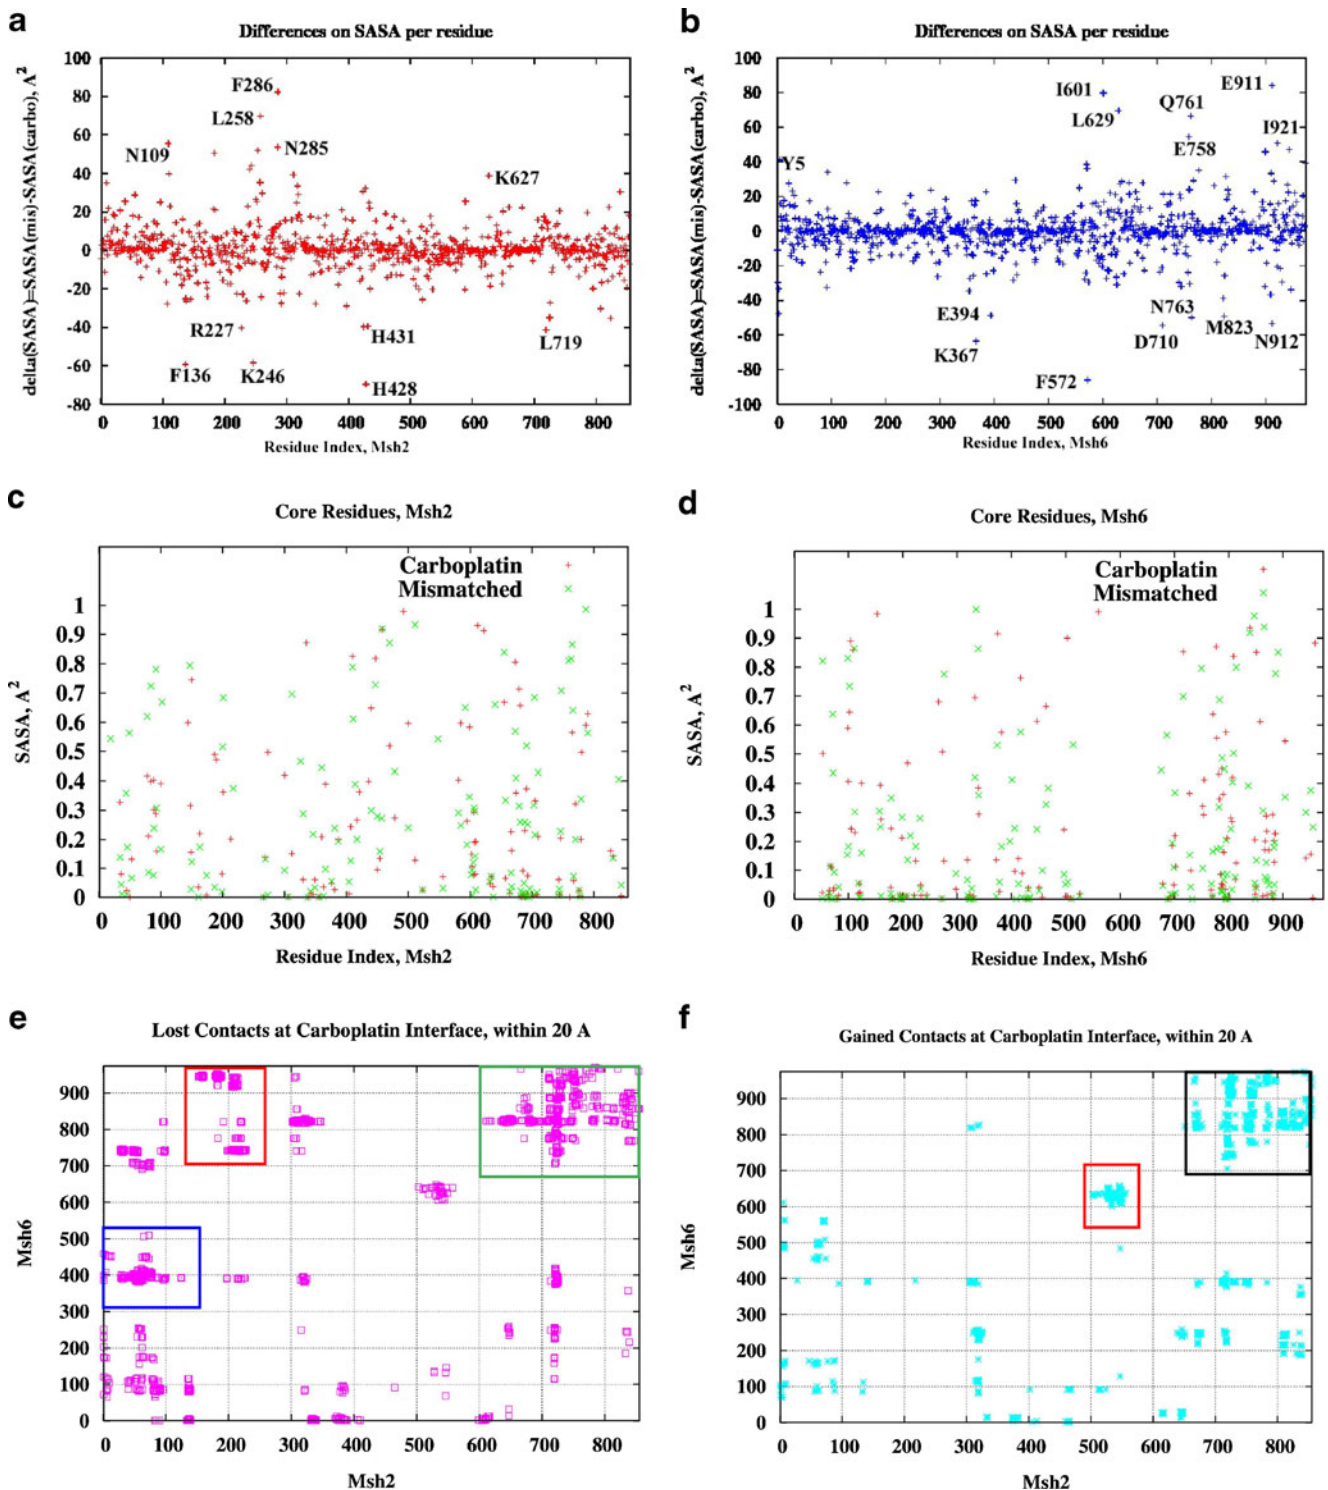 a
Differences on SASA per residue
delta(SASA)=SASA(mis)-SASA(carbo), A^2
100
80
60
40
20
0
-20
-40
-60
-80
F286
L258
N109
N285
K627
R227
H431
L719
F136
K246
H428
0 100 200 300 400 500 600 700 800
Residue Index, Msh2
b
Differences on SASA per residue
delta(SASA)=SASA(mis)-SASA(carbo), A^2
100
80
60
40
20
0
-20
-40
-60
-80
-100
I601
E911
Q761
L629
I921
E758
Y5
E394
N763
M823
K367
D710
N912
F572
0 100 200 300 400 500 600 700 800 900
Residue Index, Msh6
c
Core Residues, Msh2
Carboplatin
Mismatched
SASA, A^2
1
0.9
0.8
0.7
0.6
0.5
0.4
0.3
0.2
0.1
0
0 100 200 300 400 500 600 700 800
Residue Index, Msh2
d
Core Residues, Msh6
Carboplatin
Mismatched
SASA, A^2
1
0.9
0.8
0.7
0.6
0.5
0.4
0.3
0.2
0.1
0
0 100 200 300 400 500 600 700 800 900
Residue Index, Msh6
e
Lost Contacts at Carboplatin Interface, within 20 A
Msh6
900
800
700
600
500
400
300
200
100
0
0 100 200 300 400 500 600 700 800
Msh2
f
Gained Contacts at Carboplatin Interface, within 20 A
Msh6
900
800
700
600
500
400
300
200
100
0
0 100 200 300 400 500 600 700 800
Msh2